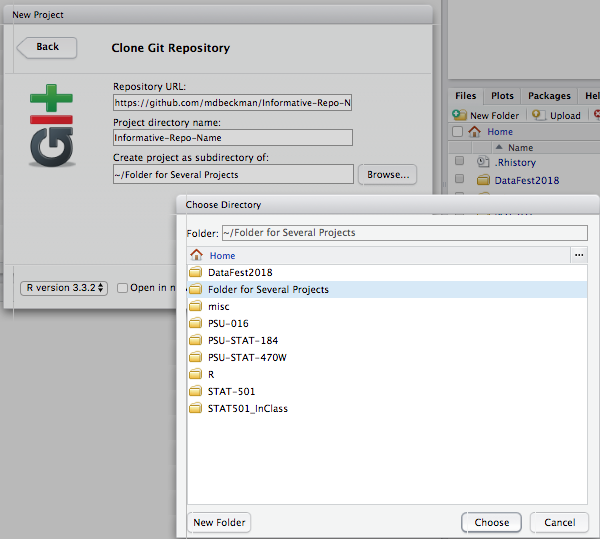 New Project
Back
Clone Git Repository
Repository URL:
https://github.com/mdbeckman/Informative-Repo-N
Project directory name:
Informative-Repo-Name
Create project as subdirectory of:
~/Folder for Several Projects
Browse...
R version 3.3.2
Open in n
git
Files Plots Packages Hel
New Folder Upload
Home
Name
.Rhistory
DataFest2018
Choose Directory
Folder: ~/Folder for Several Projects
Home ...
DataFest2018
Folder for Several Projects
misc
PSU-016
PSU-STAT-184
PSU-STAT-470W
R
STAT-501
STAT501_InClass
New Folder Choose Cancel